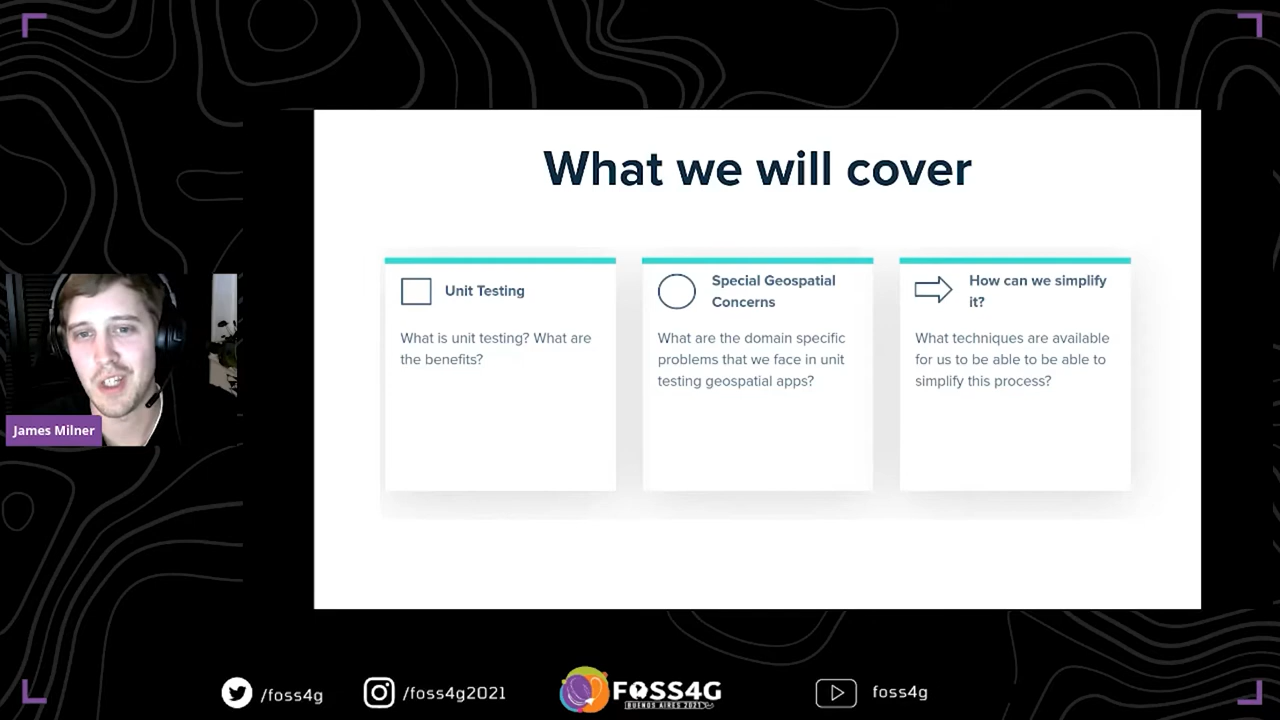 What we will cover
Unit Testing
What is unit testing? What are
the benefits?
Special Geospatial
Concerns
What are the domain specific
problems that we face in unit
testing geospatial apps?
How can we simplify
it?
What techniques are available
for us to be able to be able to
simplify this process?
James Milner
/foss4g
/foss4g2021
FOSS4G
BUENOS AIRES 2021
foss4g